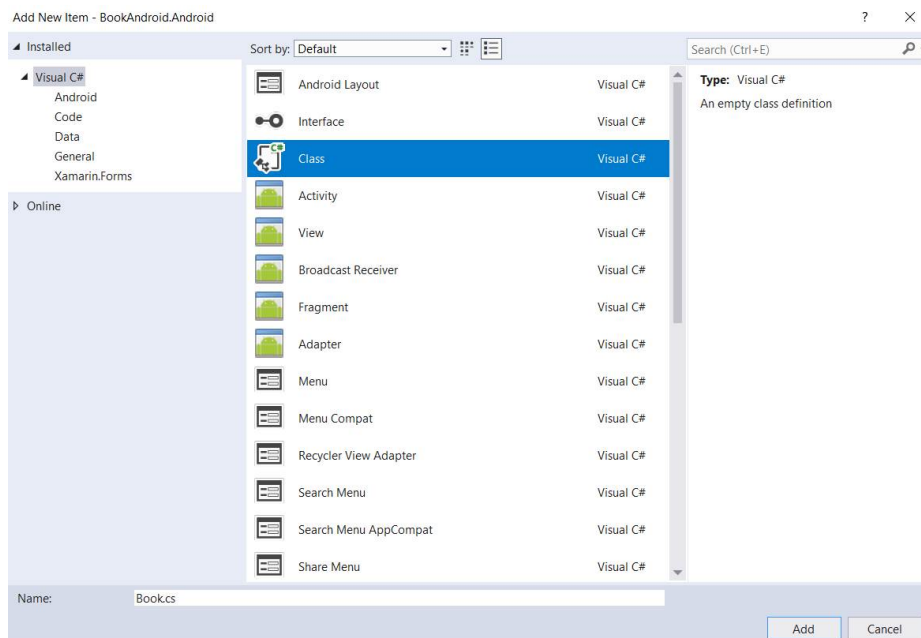 Add New Item - BookAndroid.Android
? ×
Installed
Sort by: Default
Search (Ctrl+E)
Visual C#
Android
Code
Data
General
Xamarin.Forms
Online
Android Layout Visual C#
Interface Visual C#
Class Visual C#
Activity Visual C#
View Visual C#
Broadcast Receiver Visual C#
Fragment Visual C#
Adapter Visual C#
Menu Visual C#
Menu Compat Visual C#
Recycler View Adapter Visual C#
Search Menu Visual C#
Search Menu AppCompat Visual C#
Share Menu Visual C#
Type: Visual C#
An empty class definition
Name: Book.cs
Add Cancel